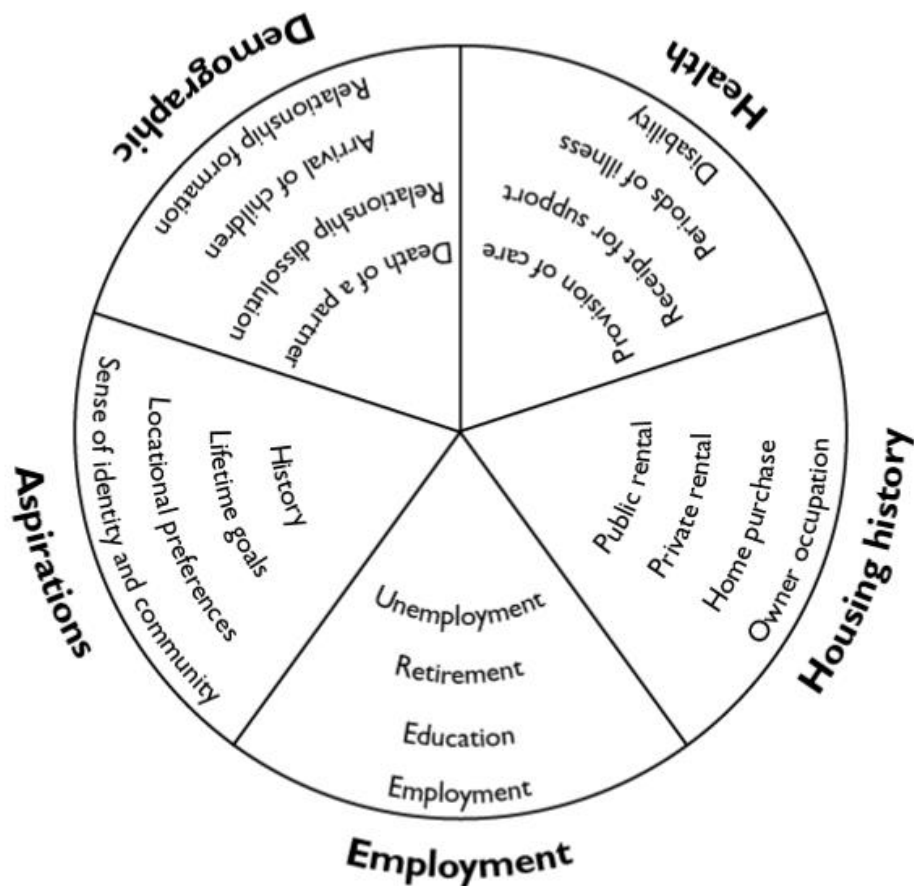 Demographic
Relationship formation
Arrival of children
Relationship dissolution
Death of a partner
Health
Disability
Periods of illness
Receipt for support
Provision of care
Housing history
Public rental
Private rental
Home purchase
Owner occupation
Employment
Unemployment
Retirement
Education
Employment
Aspirations
History
Lifetime goals
Locational preferences
Sense of identity and community